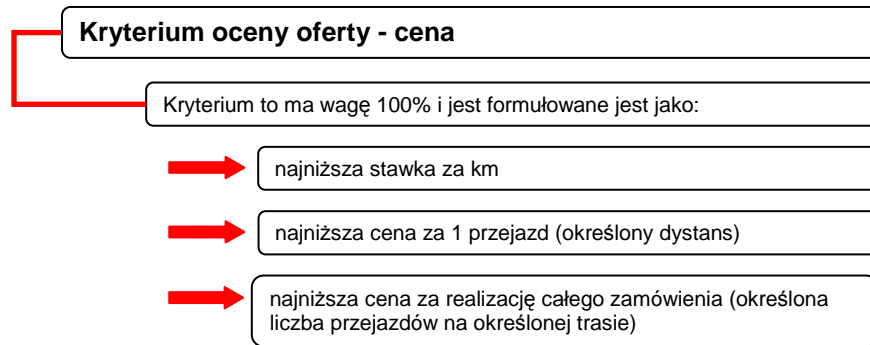 Kryterium oceny oferty - cena
Kryterium to ma wagę 100% i jest formułowane jest jako:
najniższa stawka za km
najniższa cena za 1 przejazd (określony dystans)
najniższa cena za realizację całego zamówienia (określona
liczba przejazdów na określonej trasie)